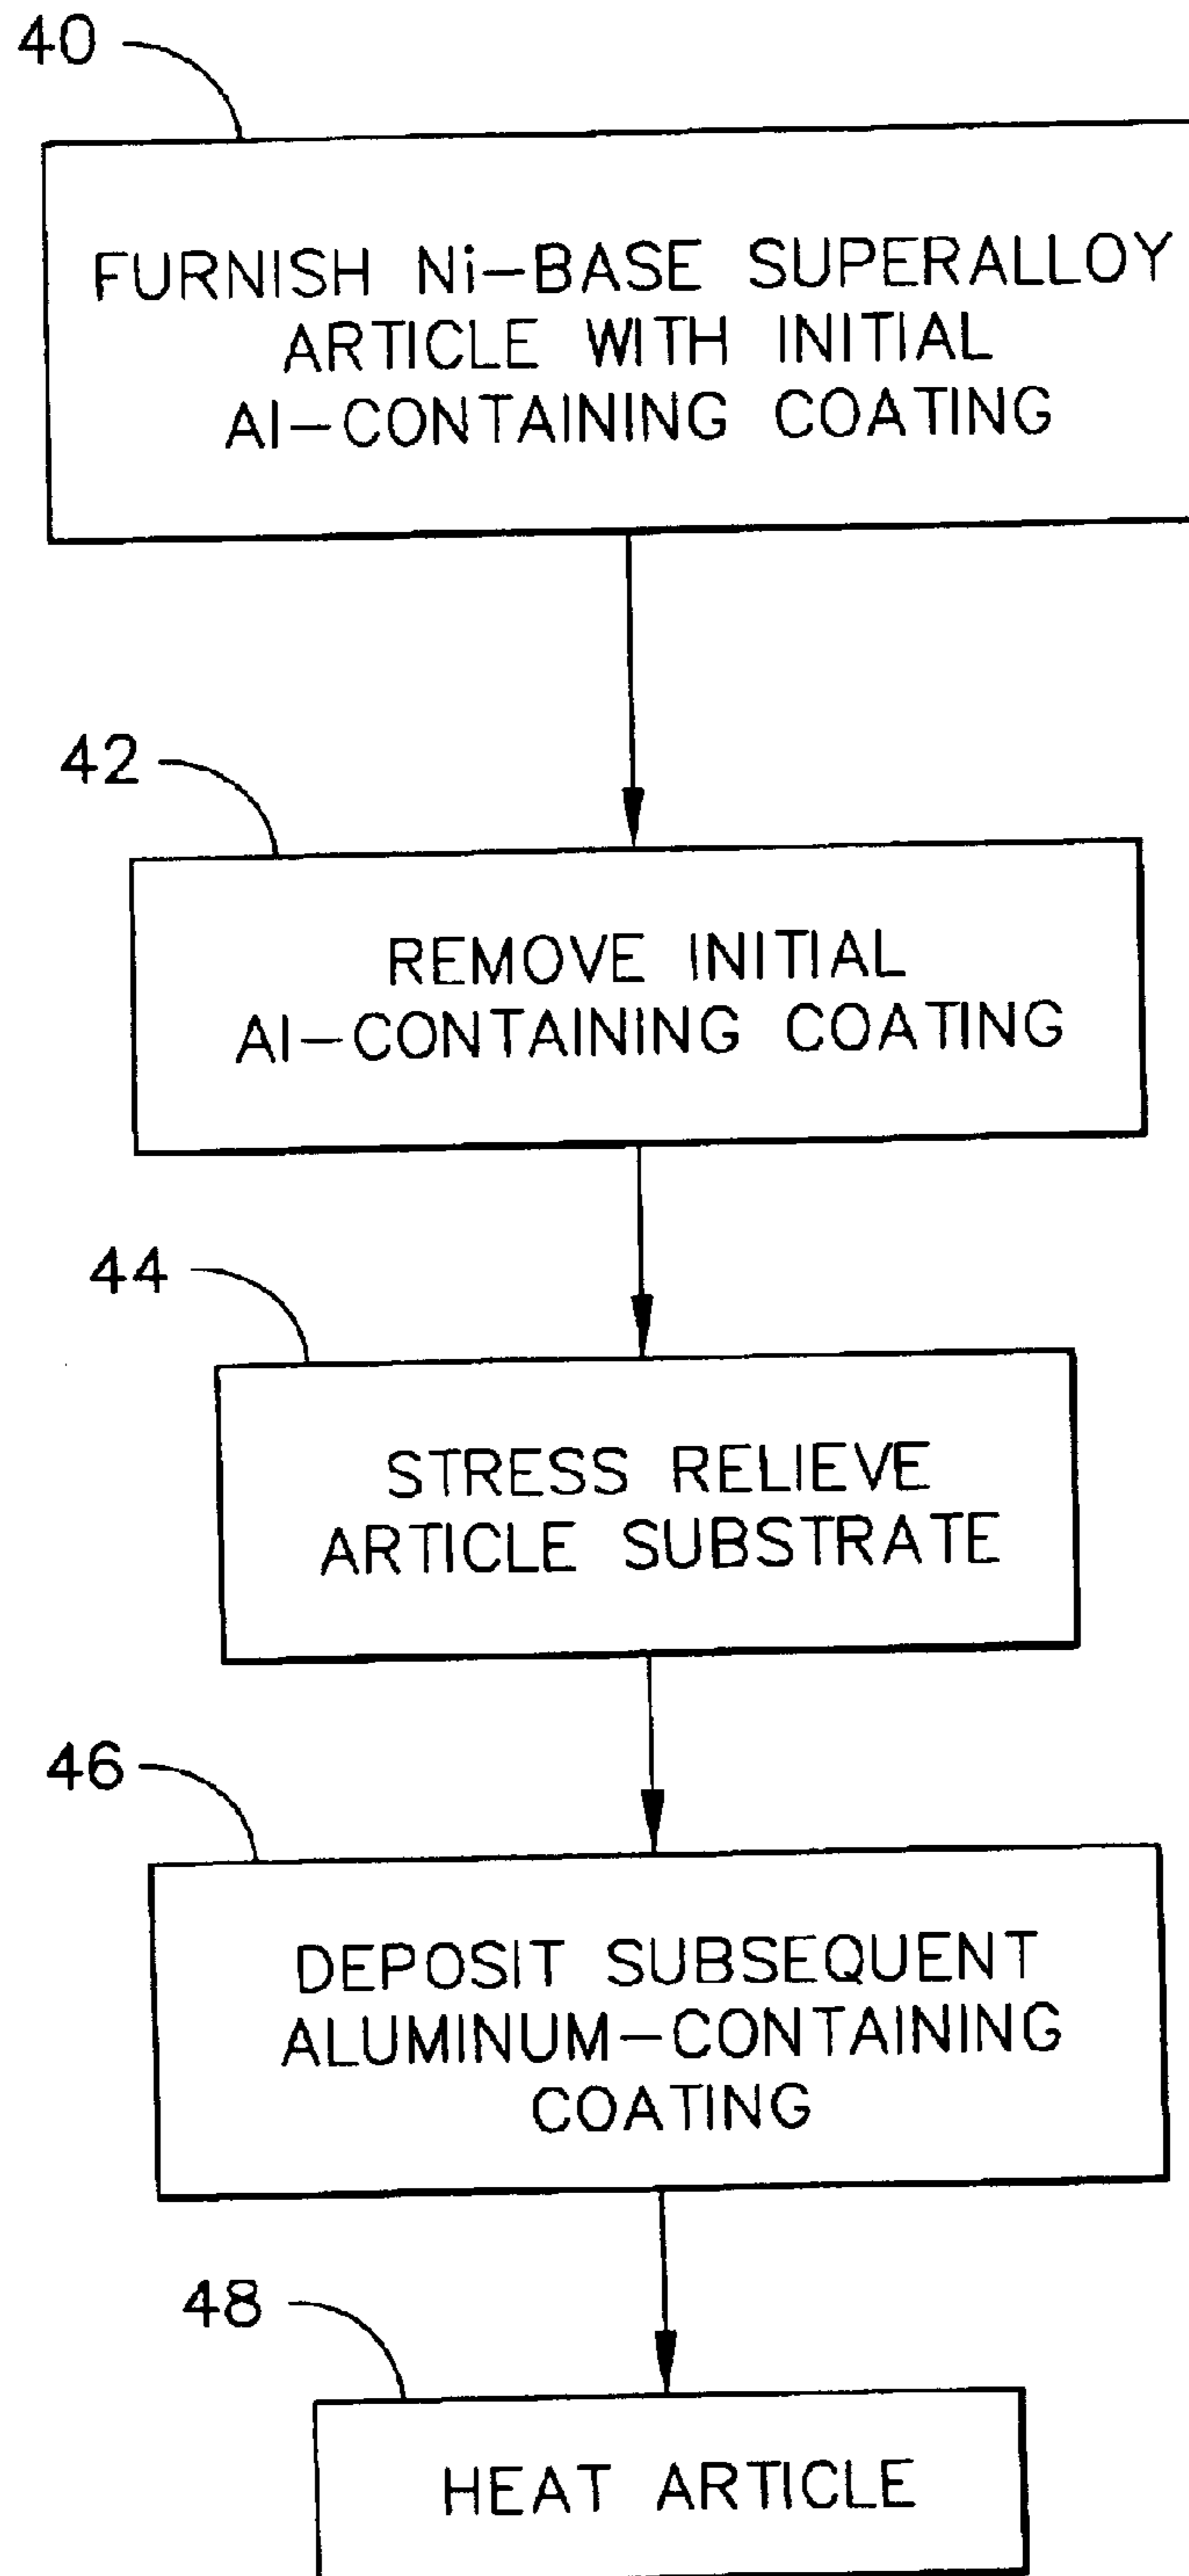 40
FURNISH Ni-BASE SUPERALLOY
ARTICLE WITH INITIAL
Al-CONTAINING COATING
42
REMOVE INITIAL
Al-CONTAINING COATING
44
STRESS RELIEVE
ARTICLE SUBSTRATE
46
DEPOSIT SUBSEQUENT
ALUMINUM-CONTAINING
COATING
48
HEAT ARTICLE